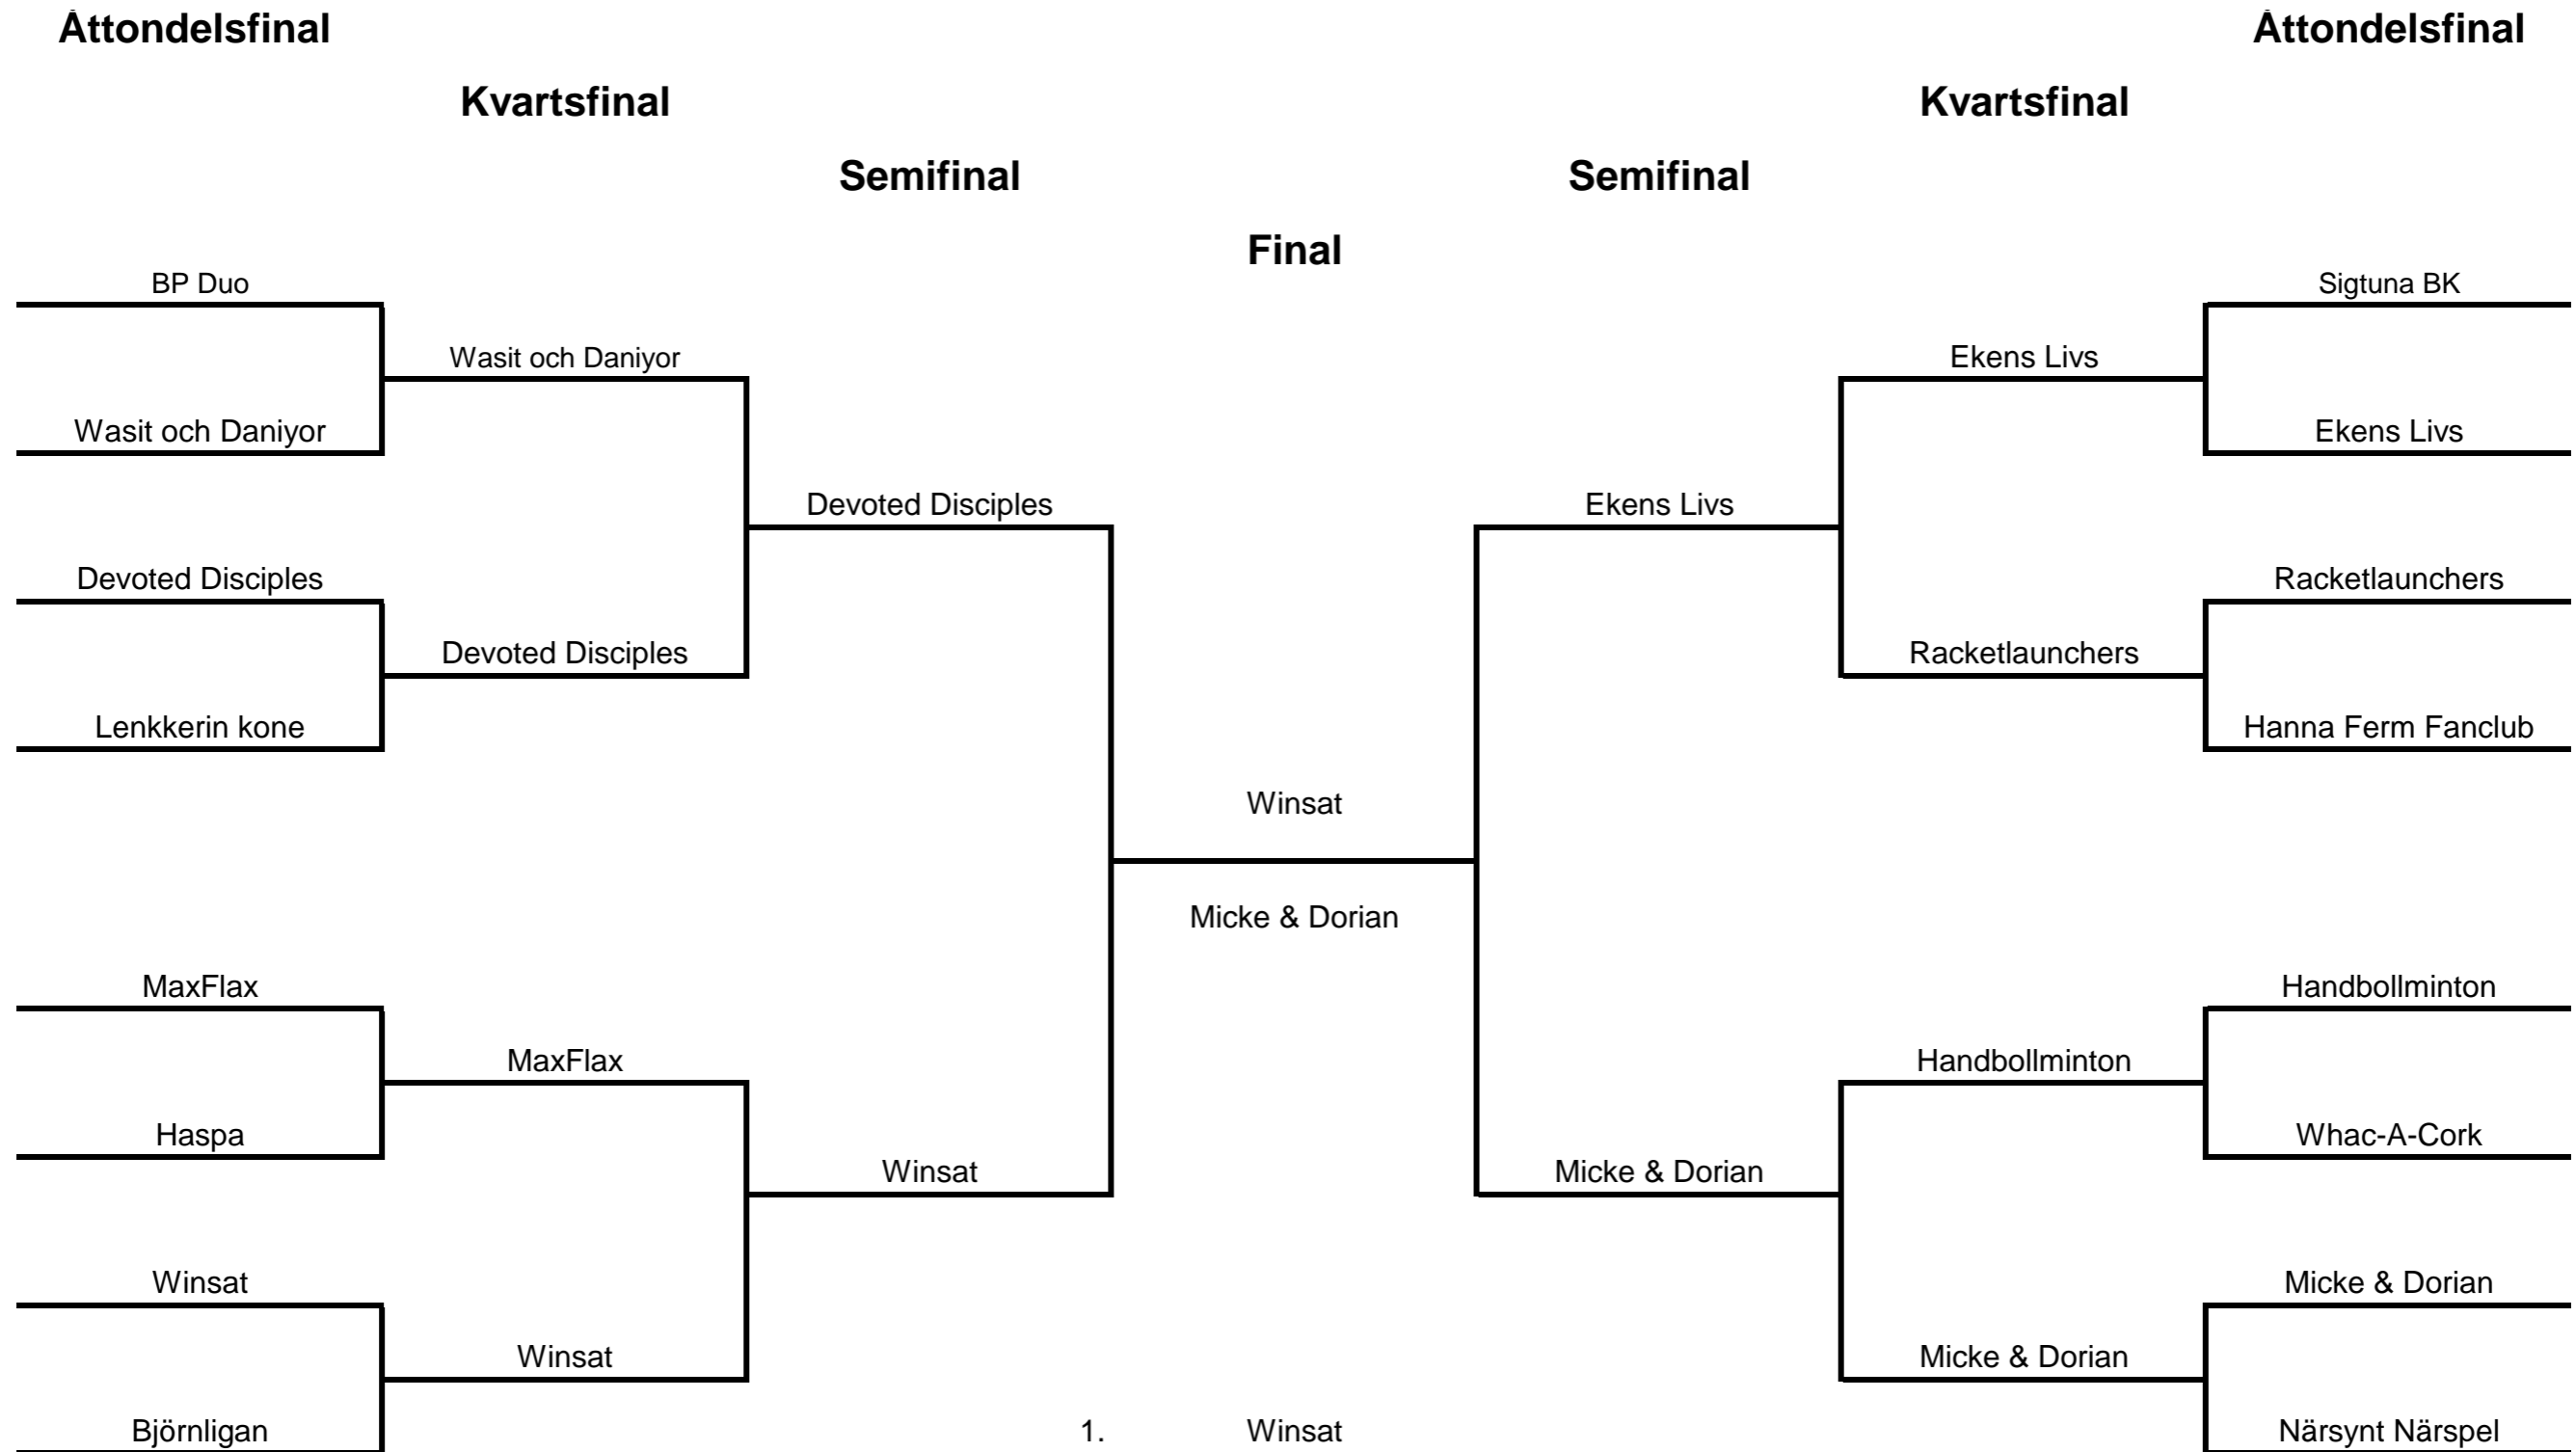 Åttondelsfinal Åttondelsfinal
Kvartsfinal Kvartsfinal
Semifinal Semifinal
Final
BP Duo Sigtuna BK
Wasit och Daniyor Ekens Livs
Wasit och Daniyor Ekens Livs
Devoted Disciples Ekens Livs
Devoted Disciples Racketlaunchers
Devoted Disciples Racketlaunchers
Lenkkerin kone Hanna Ferm Fanclub
Winsat
Micke & Dorian
MaxFlax Handbollminton
MaxFlax Handbollminton
Haspa Whac-A-Cork
Winsat Micke & Dorian
Winsat Micke & Dorian
Winsat Micke & Dorian
Björnligan 1. Winsat Närsynt Närspel